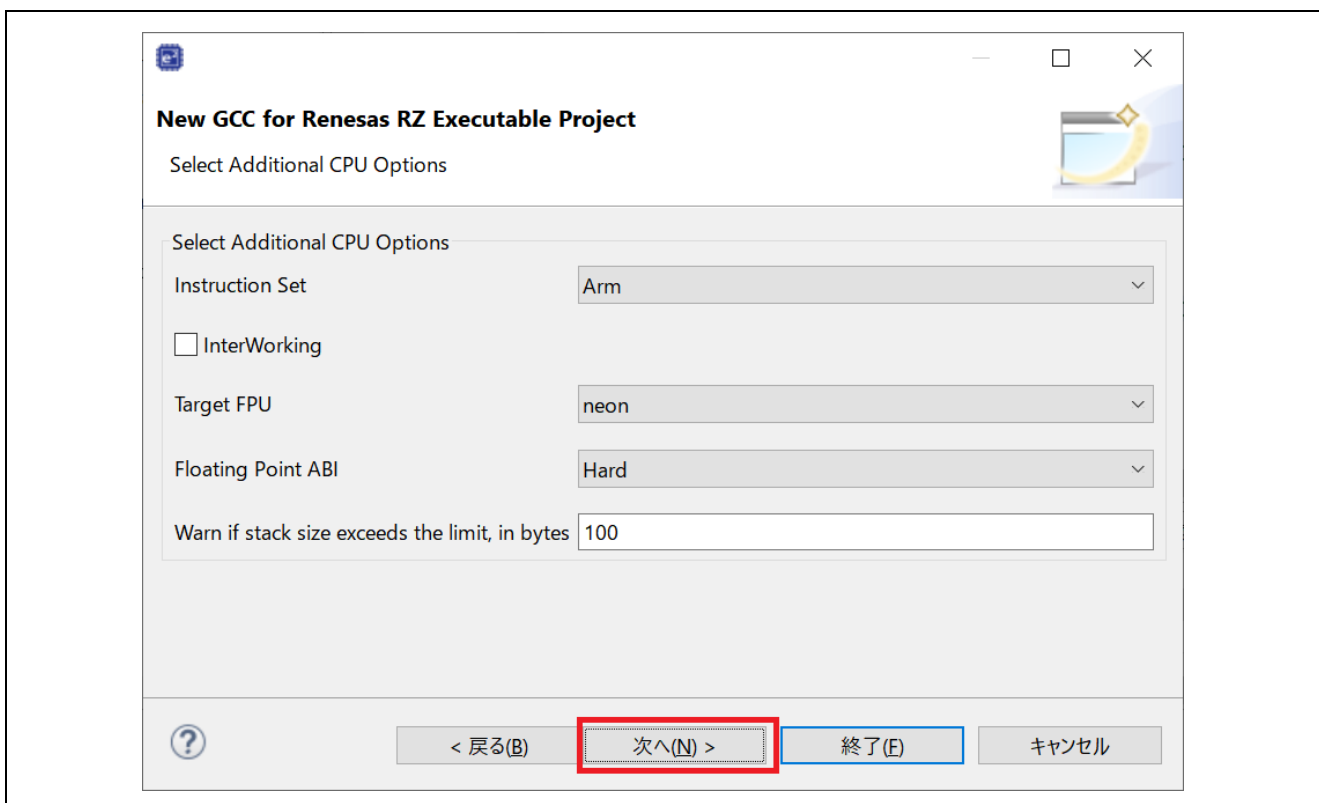 New GCC for Renesas RZ Executable Project
Select Additional CPU Options
Select Additional CPU Options
Instruction Set Arm
InterWorking
Target FPU neon
Floating Point ABI Hard
Warn if stack size exceeds the limit, in bytes 100
< 戻る(B) 次へ(N) > 終了(F) キャンセル